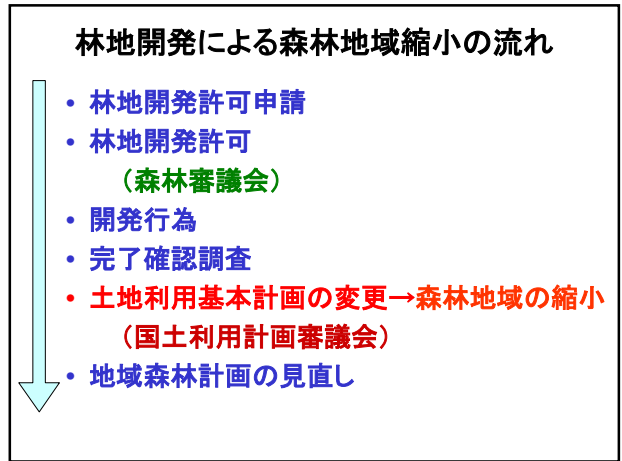 林地開発による森林地域縮小の流れ
• 林地開発許可申請
• 林地開発許可
（森林審議会）
• 開発行為
• 完了確認調査
• 土地利用基本計画の変更→森林地域の縮小
（国土利用計画審議会）
• 地域森林計画の見直し